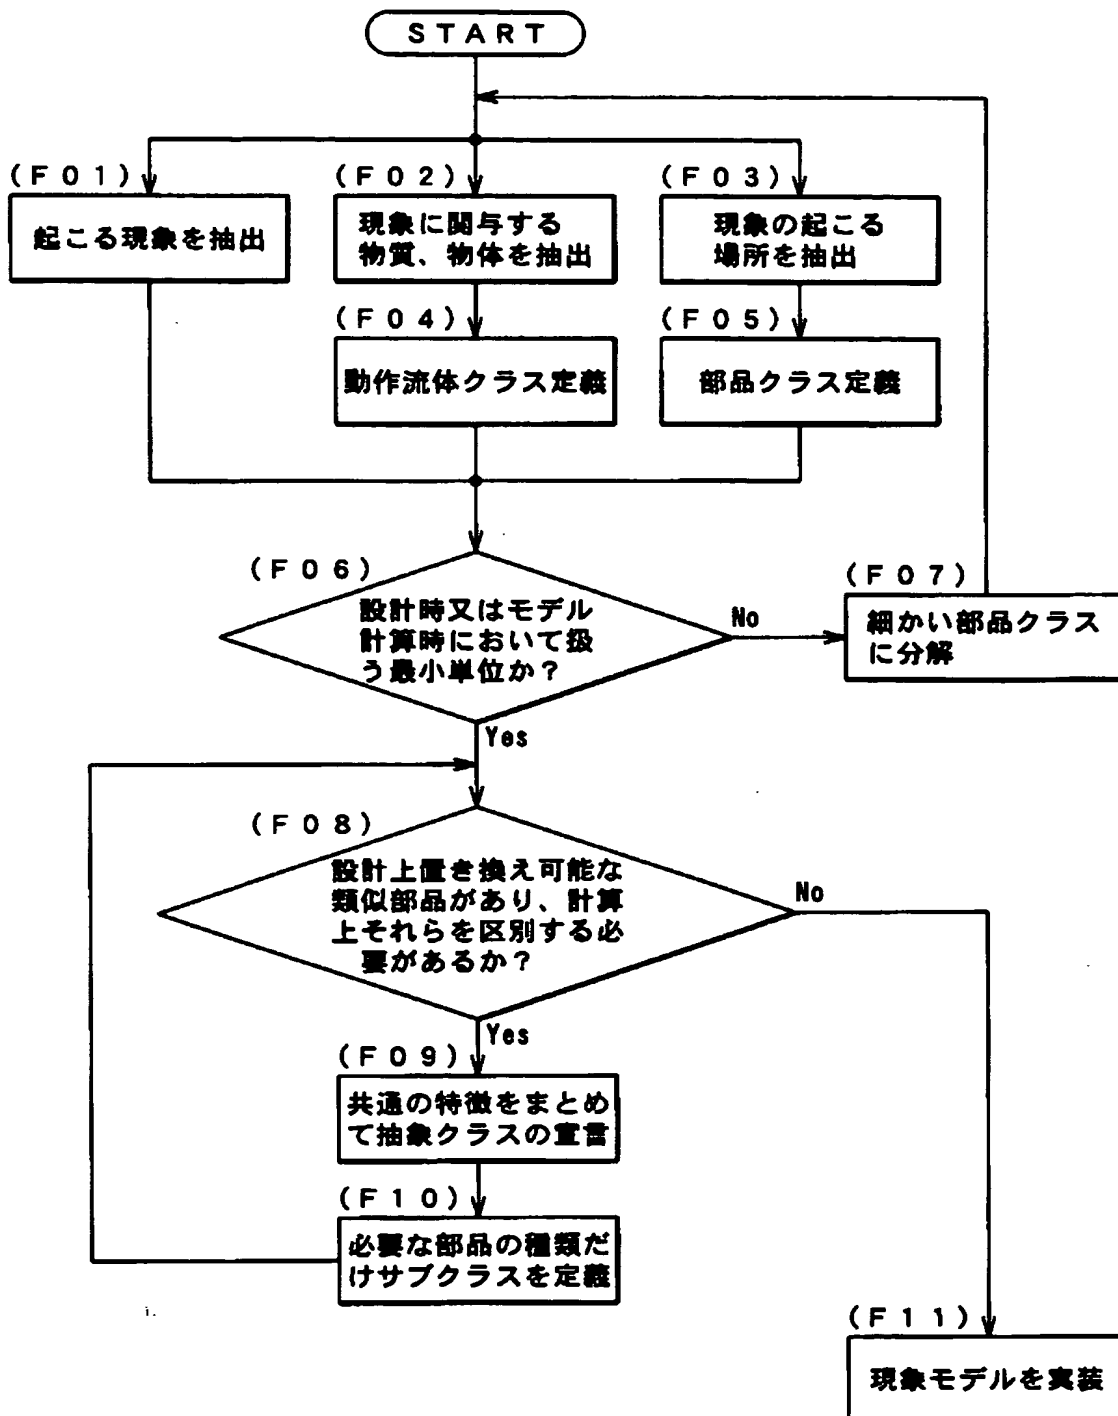 START
(F01)
起こる現象を抽出
(F02)
現象に関与する
物質、物体を抽出
(F03)
現象の起こる
場所を抽出
(F04)
動作流体クラス定義
(F05)
部品クラス定義
(F06)
設計時又はモデル
計算時において扱
う最小単位か?
No
(F07)
細かい部品クラス
に分解
Yes
(F08)
設計上置き換え可能な
類似部品があり、計算
上それらを区別する必
要があるか?
No
Yes
(F09)
共通の特徴をまとめ
て抽象クラスの宣言
(F10)
必要な部品の種類だ
けサブクラスを定義
(F11)
現象モデルを実装